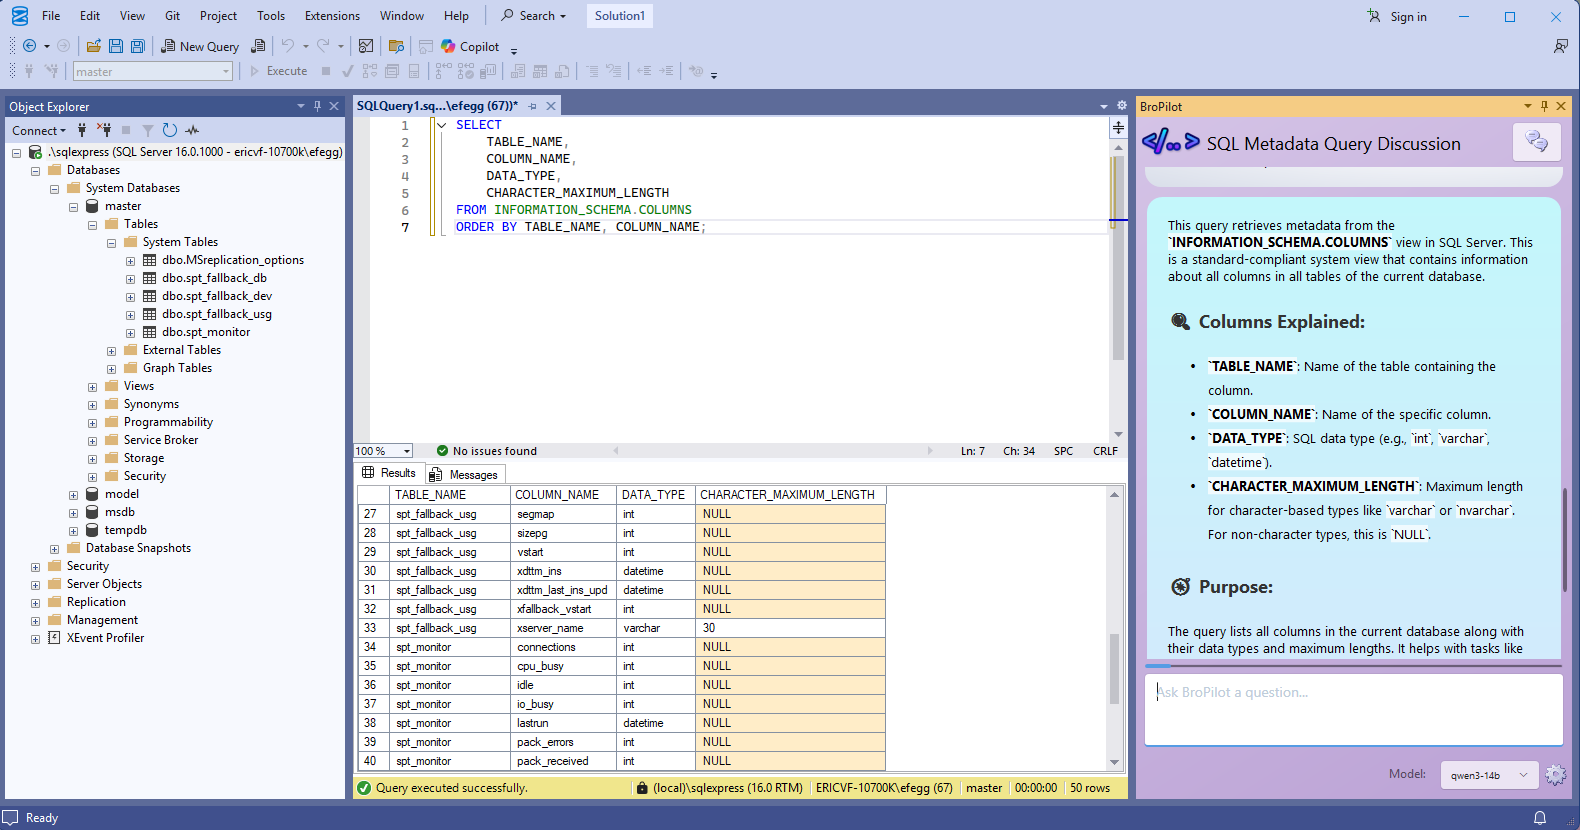 File Edit View Git Project Tools Extensions Window Help Search Solution1 Sign in
New Query Copilot
master Execute
Object Explorer
Connect
.\sqlexpress (SQL Server 16.0.1000 - ericvf-10700k\efegg)
Databases
System Databases
master
Tables
System Tables
dbo.MSreplication_options
dbo.spt_fallback_db
dbo.spt_fallback_dev
dbo.spt_fallback_usg
dbo.spt_monitor
External Tables
Graph Tables
Views
Synonyms
Programmability
Service Broker
Storage
Security
model
msdb
tempdb
Database Snapshots
Security
Server Objects
Replication
Management
XEvent Profiler
SQLQuery1.sq...\efegg (67))*
1 SELECT
2 TABLE_NAME,
3 COLUMN_NAME,
4 DATA_TYPE,
5 CHARACTER_MAXIMUM_LENGTH
6 FROM INFORMATION_SCHEMA.COLUMNS
7 ORDER BY TABLE_NAME, COLUMN_NAME;
100 % No issues found Ln: 7 Ch: 34 SPC CRLF
Results Messages
TABLE_NAME COLUMN_NAME DATA_TYPE CHARACTER_MAXIMUM_LENGTH
27 spt_fallback_usg segmap int NULL
28 spt_fallback_usg sizepg int NULL
29 spt_fallback_usg vstart int NULL
30 spt_fallback_usg xdttm_ins datetime NULL
31 spt_fallback_usg xdttm_last_ins_upd datetime NULL
32 spt_fallback_usg xfallback_vstart int NULL
33 spt_fallback_usg xserver_name varchar 30
34 spt_monitor connections int NULL
35 spt_monitor cpu_busy int NULL
36 spt_monitor idle int NULL
37 spt_monitor io_busy int NULL
38 spt_monitor lastrun datetime NULL
39 spt_monitor pack_errors int NULL
40 spt_monitor pack_received int NULL
Query executed successfully. (local)\sqlexpress (16.0 RTM) ERICVF-10700K\efegg (67) master 00:00:00 50 rows
BroPilot
</..> SQL Metadata Query Discussion
This query retrieves metadata from the
`INFORMATION_SCHEMA.COLUMNS` view in SQL Server. This
is a standard-compliant system view that contains information
about all columns in all tables of the current database.
Columns Explained:
• `TABLE_NAME`: Name of the table containing the
column.
• `COLUMN_NAME`: Name of the specific column.
• `DATA_TYPE`: SQL data type (e.g., `int`, `varchar`,
`datetime`).
• `CHARACTER_MAXIMUM_LENGTH`: Maximum length
for character-based types like `varchar` or `nvarchar`.
For non-character types, this is `NULL`.
Purpose:
The query lists all columns in the current database along with
their data types and maximum lengths. It helps with tasks like
Ask BroPilot a question...
Model: qwen3-14b
Ready